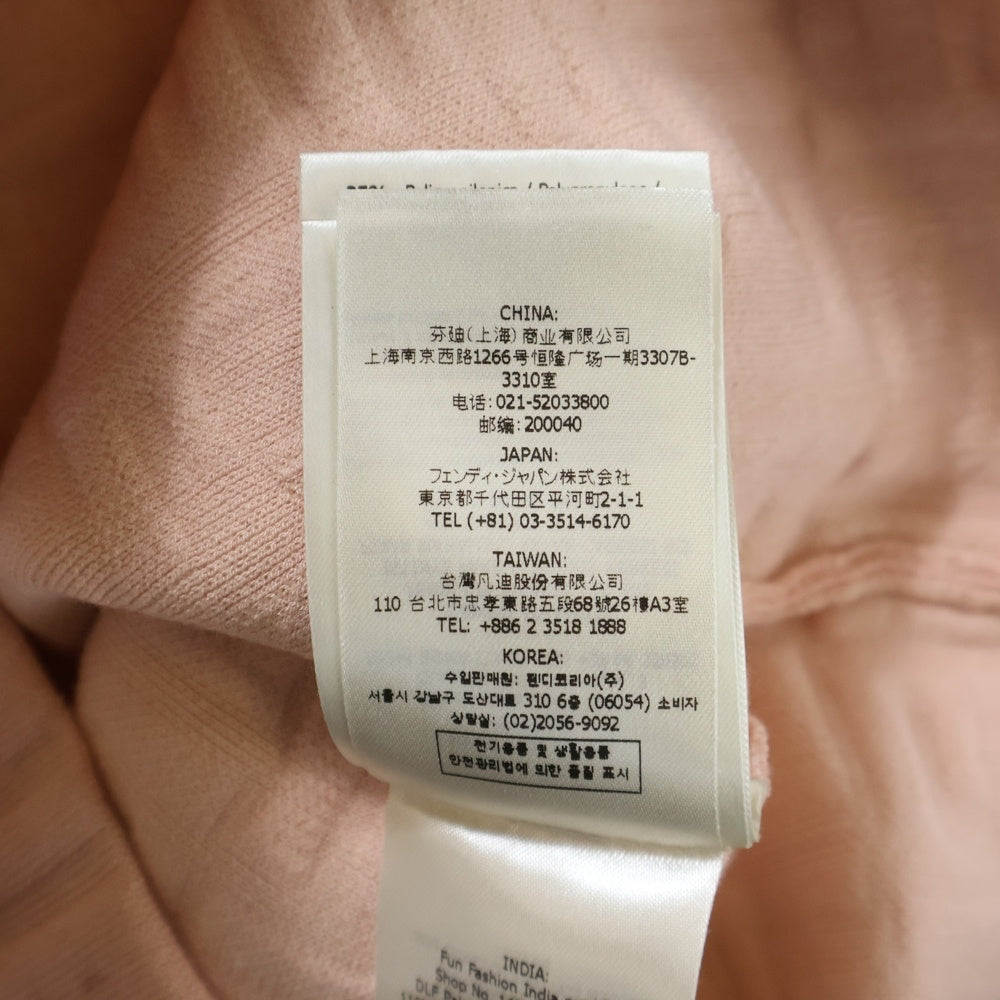 CHINA:
芬廸(上海)商业有限公司
上海南京西路1266号恒隆广场一期3307B-
3310室
电话: 021-52033800
邮编: 200040
JAPAN:
フェンディ・ジャパン株式会社
東京都千代田区平河町2-1-1
TEL (+81) 03-3514-6170
TAIWAN:
台灣凡迪股份有限公司
110 台北市忠孝東路五段68號26樓A3室
TEL: +886 2 3518 1888
KOREA:
수입판매원: 펜디코리아(주)
서울시 강남구 도산대로 310 6층 (06054) 소비자
상담실: (02)2056-9092
전기용품 및 생활용품
안전관리법에 의한 품질 표시
INDIA:
Fun Fashion India
Shop No.
DLF